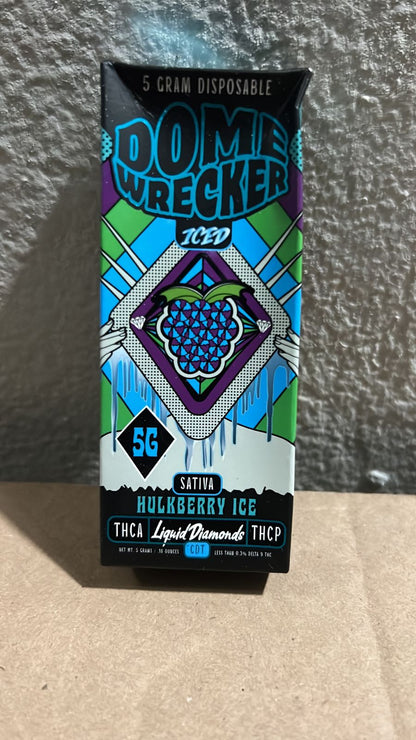 5 GRAM DISPOSABLE
DOME
WRECKER
ICED
5G
SATIVA
HULKBERRY ICE
THCA Liquid Diamonds THCP
NET WT. 5 GRAMS / .18 OUNCES CDT LESS THAN 0.3% DELTA 9 THC